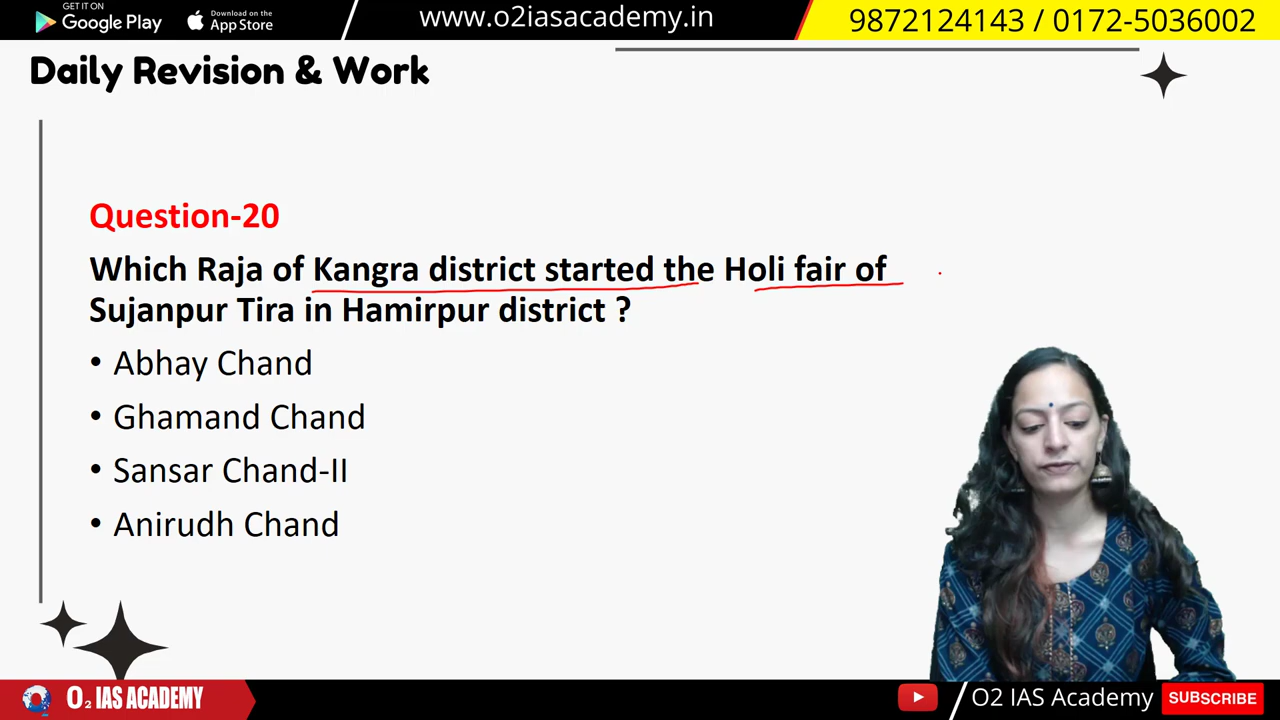 GET IT ON
Google Play
Download on the
App Store
www.o2iasacademy.in
9872124143 / 0172-5036002
Daily Revision & Work
Question-20
Which Raja of Kangra district started the Holi fair of
Sujanpur Tira in Hamirpur district ?
• Abhay Chand
• Ghamand Chand
• Sansar Chand-II
• Anirudh Chand
O2 IAS ACADEMY
O2 IAS Academy
SUBSCRIBE